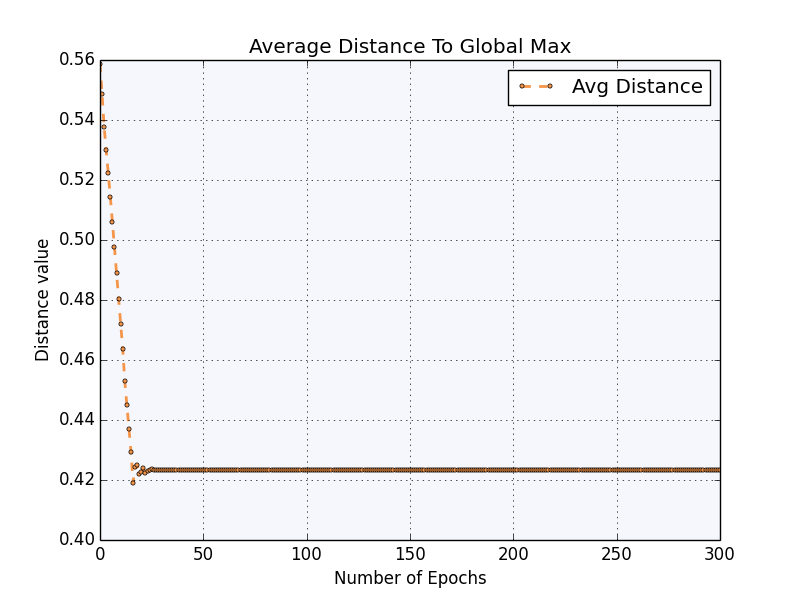 Average Distance To Global Max
Avg Distance
Distance value
0.56
0.54
0.52
0.50
0.48
0.46
0.44
0.42
0.40
0 50 100 150 200 250 300
Number of Epochs